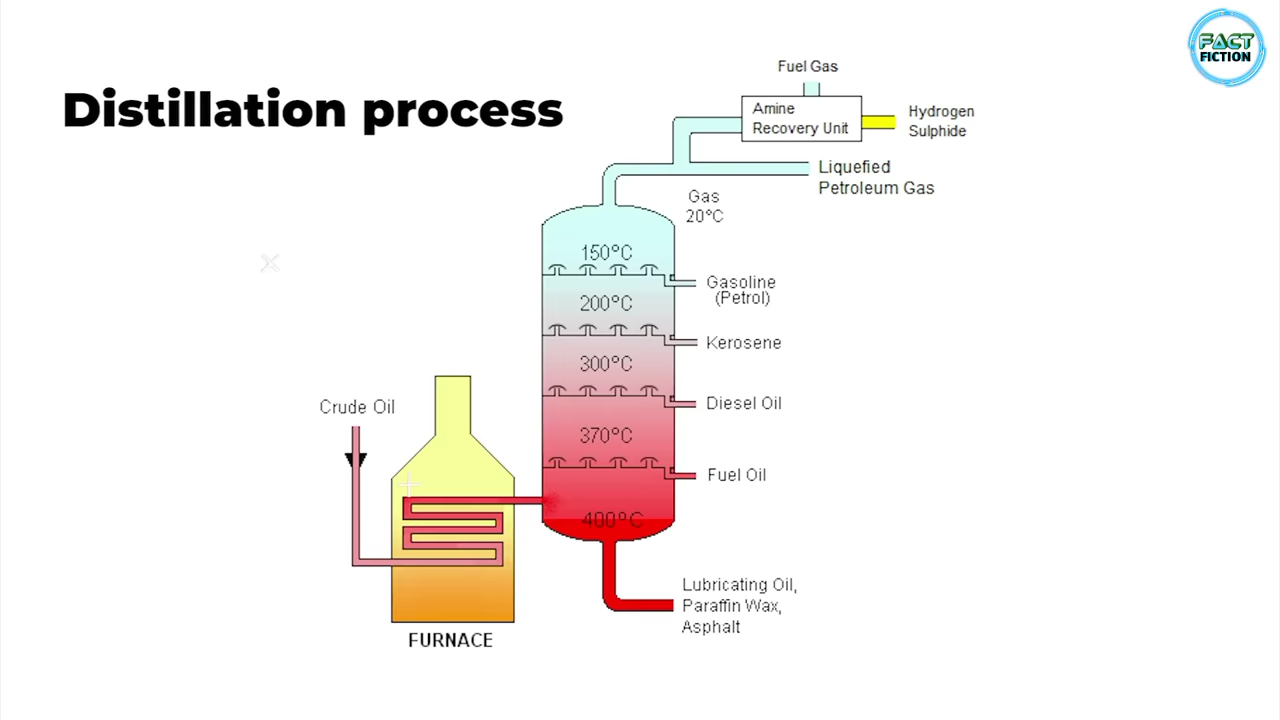 FACT
FICTION
Distillation process
Fuel Gas
Amine
Recovery Unit
Hydrogen
Sulphide
Liquefied
Petroleum Gas
Gas
20°C
150°C
Gasoline
(Petrol)
200°C
Kerosene
300°C
Diesel Oil
Crude Oil
370°C
Fuel Oil
400°C
Lubricating Oil,
Paraffin Wax,
Asphalt
FURNACE